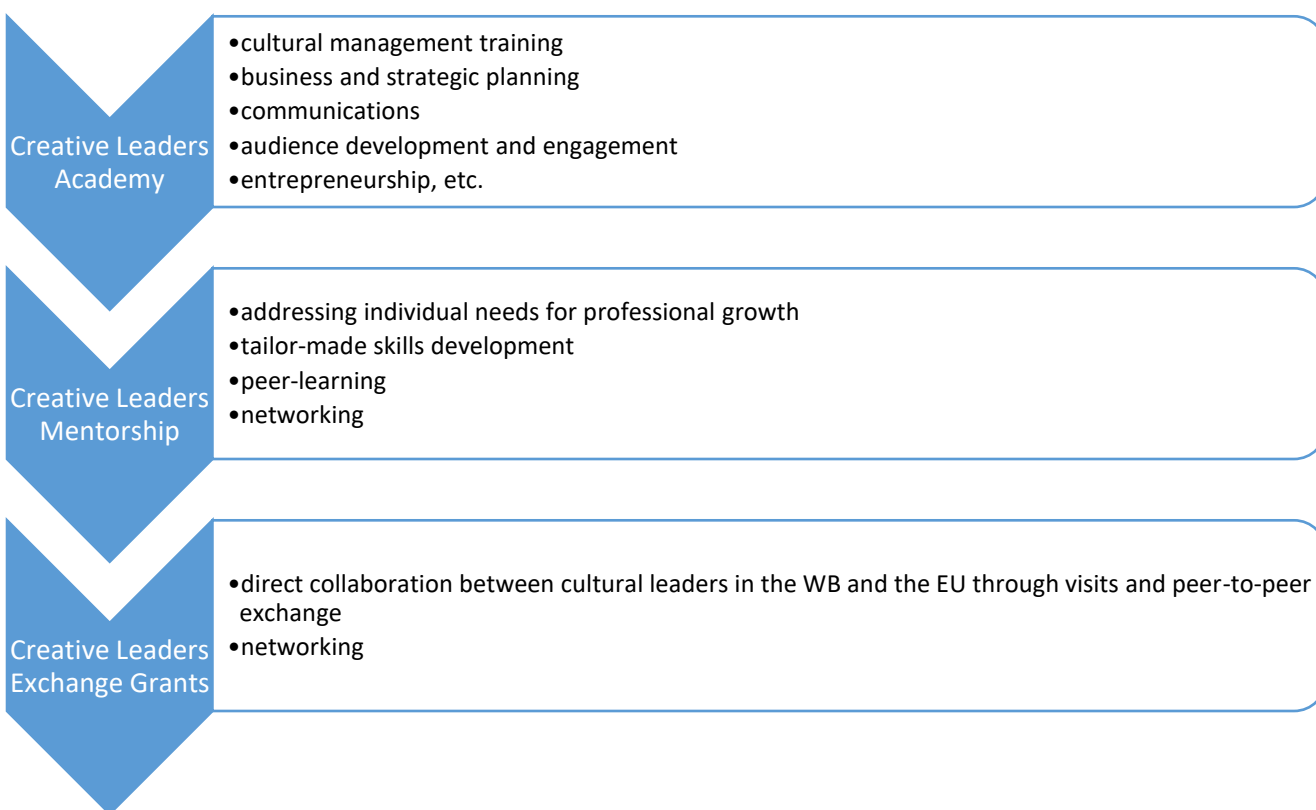 Creative Leaders
Academy
•cultural management training
•business and strategic planning
•communications
•audience development and engagement
•entrepreneurship, etc.
Creative Leaders
Mentorship
•addressing individual needs for professional growth
•tailor-made skills development
•peer-learning
•networking
Creative Leaders
Exchange Grants
•direct collaboration between cultural leaders in the WB and the EU through visits and peer-to-peer
exchange
•networking